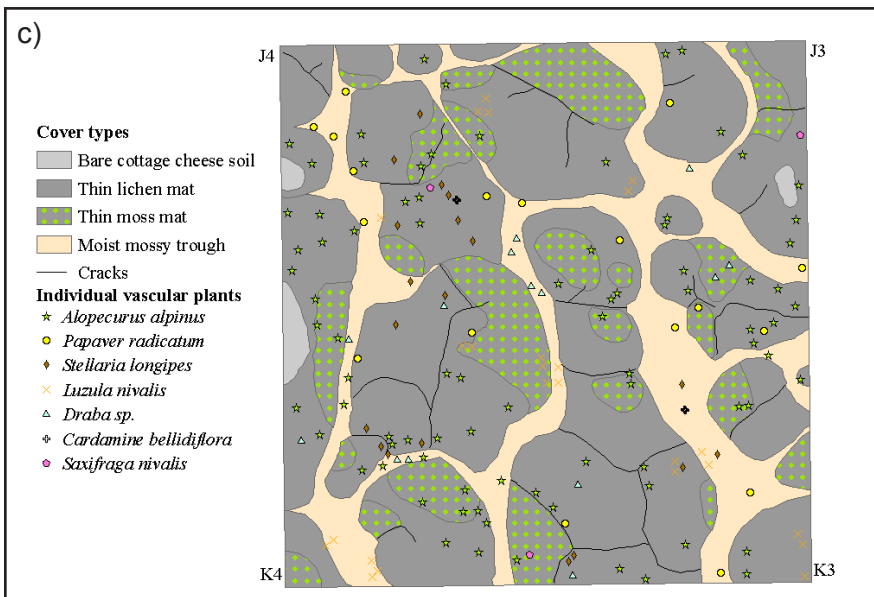 c)
J4
J3
Cover types
Bare cottage cheese soil
Thin lichen mat
Thin moss mat
Moist mossy trough
Cracks
Individual vascular plants
Alopecurus alpinus
Papaver radicatum
Stellaria longipes
Luzula nivalis
Draba sp.
Cardamine bellidiflora
Saxifraga nivalis
K4
K3